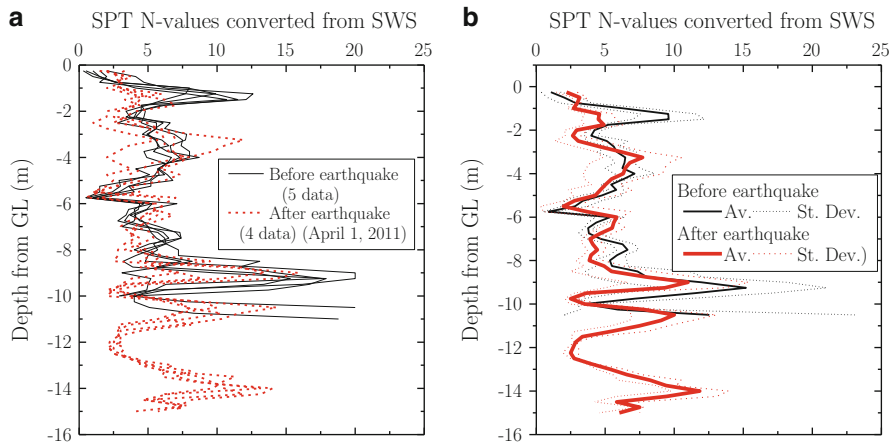 a
SPT N-values converted from SWS
0 5 10 15 20 25
Depth from GL (m)
0
-2
-4
-6
-8
-10
-12
-14
-16
Before earthquake
(5 data)
After earthquake
(4 data) (April 1, 2011)
b
SPT N-values converted from SWS
0 5 10 15 20 25
Depth from GL (m)
0
-2
-4
-6
-8
-10
-12
-14
-16
Before earthquake
Av. St. Dev.
After earthquake
Av. St. Dev.)